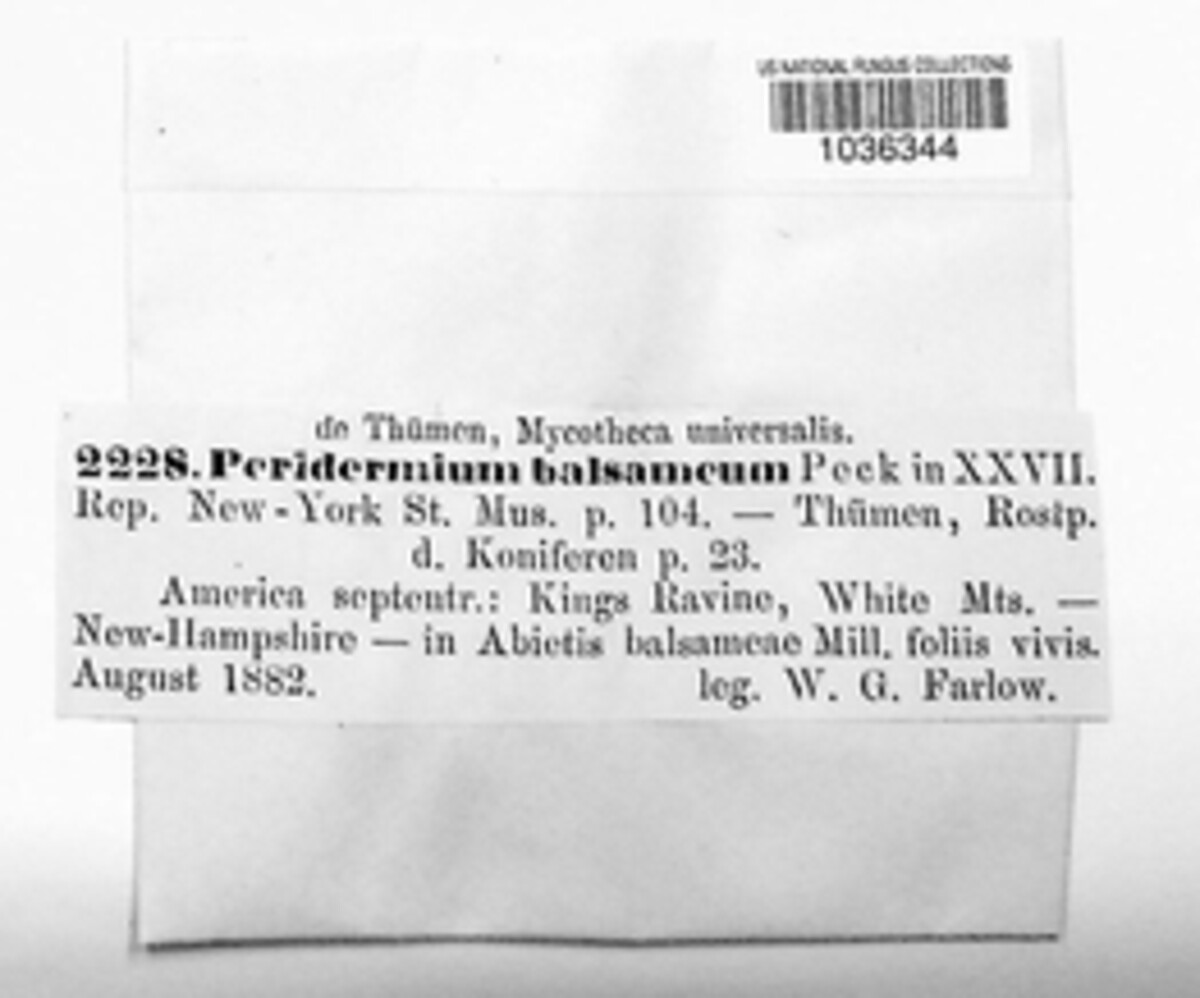 US NATIONAL FUNGUS COLLECTIONS
1036344
de Thümen, Mycotheca universalis.
2228. Peridermium balsameum Peck in XXVII.
Rep. New-York St. Mus. p. 104. — Thümen, Rostp.
d. Koniferen p. 23.
America septentr.: Kings Ravine, White Mts. —
New-Hampshire — in Abietis balsameae Mill. foliis vivis.
August 1882. leg. W. G. Farlow.